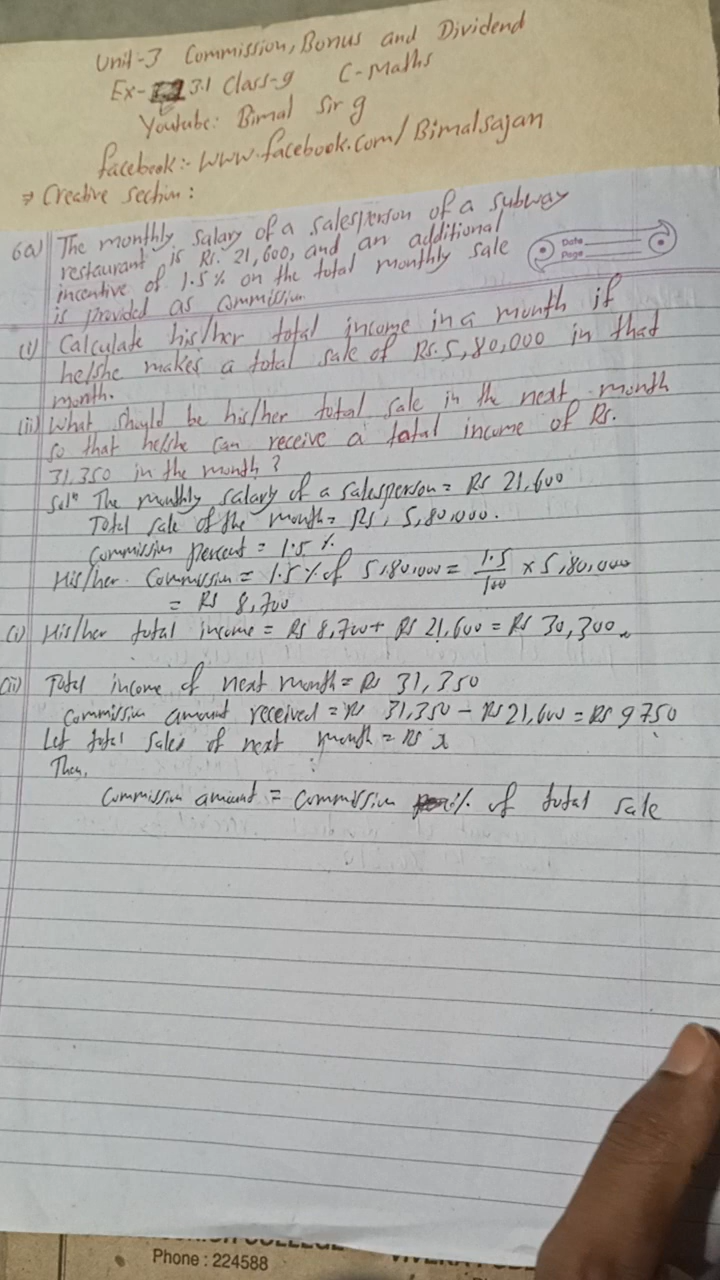 Unit-3 Commission, Bonus and Dividend
Ex- 3.1 Class-9 C-Maths
Youtube: Bimal Sir g
facebook:- www.facebook.com/Bimalsajan
⇒ Creative section:
6a) The monthly salary of a salesperson of a subway
restaurant is Rs. 21,600, and an additional
incentive of 1.5% on the total monthly sale
is provided as commission.
Date
Page
(i) Calculate his/her total income in a month if
he/she makes a total sale of Rs. 5,80,000 in that
month.
(ii) What should be his/her total sale in the next month
so that he/she can receive a total income of Rs.
31,350 in the month?
Solⁿ The monthly salary of a salesperson = Rs 21,600
Total sale of the month = Rs. 5,80,000.
Commission percent = 1.5 %
His/her Commission = 1.5 % of 5,80,000 = 1.5/100 × 5,80,000
= Rs 8,700
(i) His/her total income = Rs 8,700 + Rs 21,600 = Rs 30,300
(ii) Total income of next month = Rs 31,350
Commission amount received = Rs 31,350 - Rs 21,600 = Rs 9750
Let total sales of next month = Rs x
Then,
Commission amount = Commission % of total sale
Phone : 224588